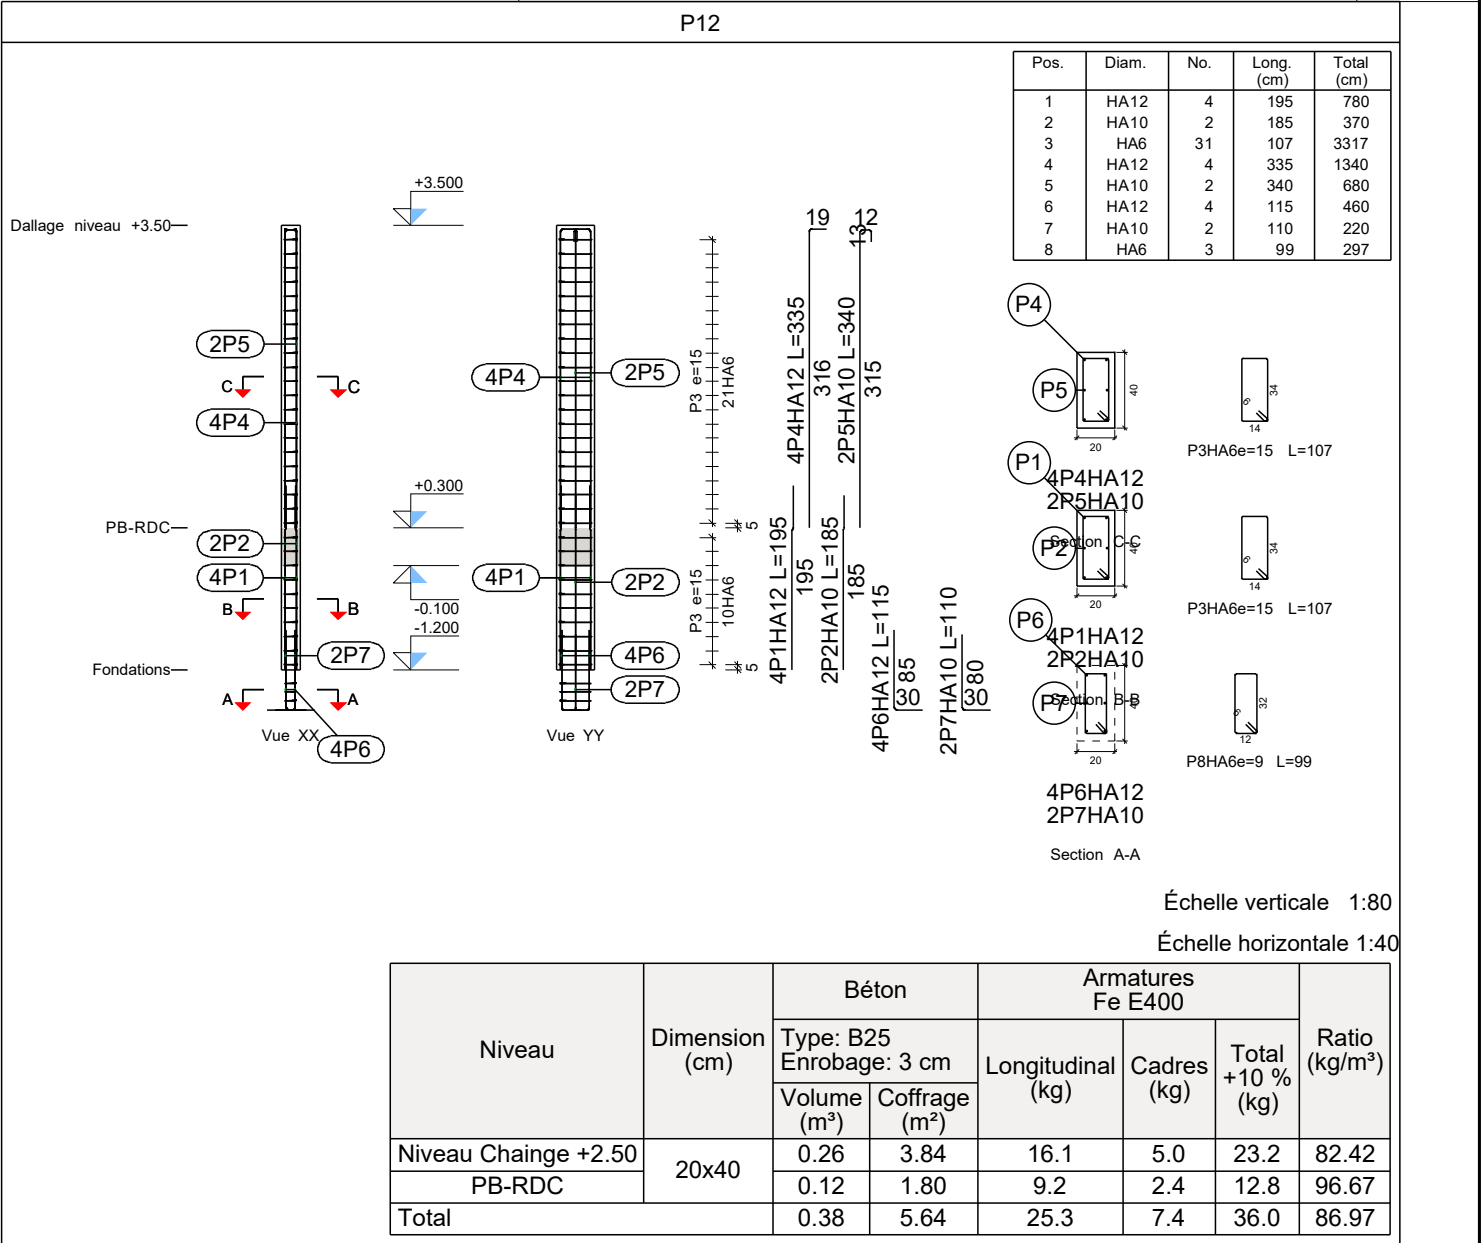 P12
Pos. Diam. No. Long. (cm) Total (cm)
1 HA12 4 195 780
2 HA10 2 185 370
3 HA6 31 107 3317
4 HA12 4 335 1340
5 HA10 2 340 680
6 HA12 4 115 460
7 HA10 2 110 220
8 HA6 3 99 297
Dallage niveau +3.50
PB-RDC
Fondations
2P5
C C
4P4
2P2
4P1
B B
2P7
A A
4P6
Vue XX
+3.500
+0.300
-0.100
-1.200
4P4
2P5
4P1
2P2
4P6
2P7
Vue YY
P3 e=15
21HA6
5
P3 e=15
10HA6
5
19
4P4HA12 L=335
316
12
13
2P5HA10 L=340
315
4P1HA12 L=195
195
2P2HA10 L=185
185
4P6HA12 L=115
85
30
2P7HA10 L=110
80
30
P4
P5
40
20
4P4HA12
2P5HA10
Section C-C
6
34
14
P3HA6e=15 L=107
P1
P2
40
20
4P1HA12
2P2HA10
Section B-B
6
34
14
P3HA6e=15 L=107
P6
P7
40
20
4P6HA12
2P7HA10
Section A-A
6
32
12
P8HA6e=9 L=99
Échelle verticale 1:80
Échelle horizontale 1:40
Niveau
Dimension
(cm)
Béton
Type: B25
Enrobage: 3 cm
Volume
(m³)
Coffrage
(m²)
Armatures
Fe E400
Longitudinal
(kg)
Cadres
(kg)
Total
+10 %
(kg)
Ratio
(kg/m³)
Niveau Chainge +2.50 20x40 0.26 3.84 16.1 5.0 23.2 82.42
PB-RDC 0.12 1.80 9.2 2.4 12.8 96.67
Total 0.38 5.64 25.3 7.4 36.0 86.97